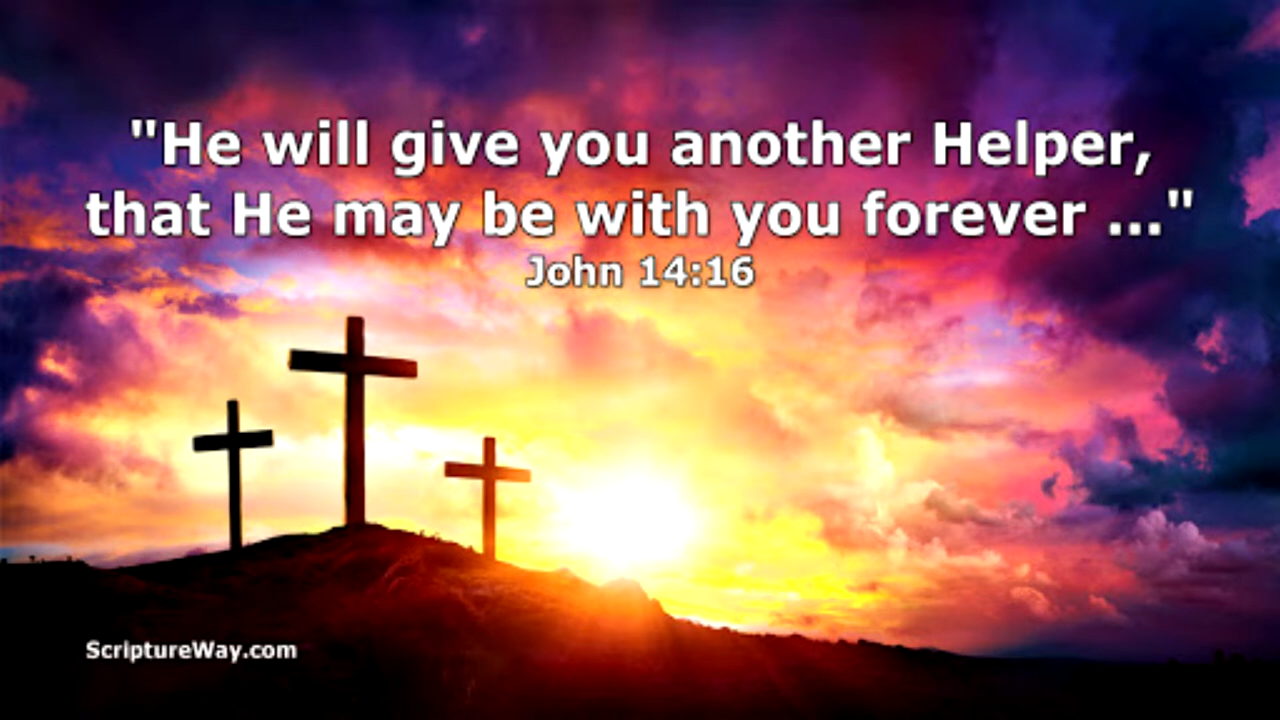 "He will give you another Helper,
that He may be with you forever ..."
John 14:16
ScriptureWay.com